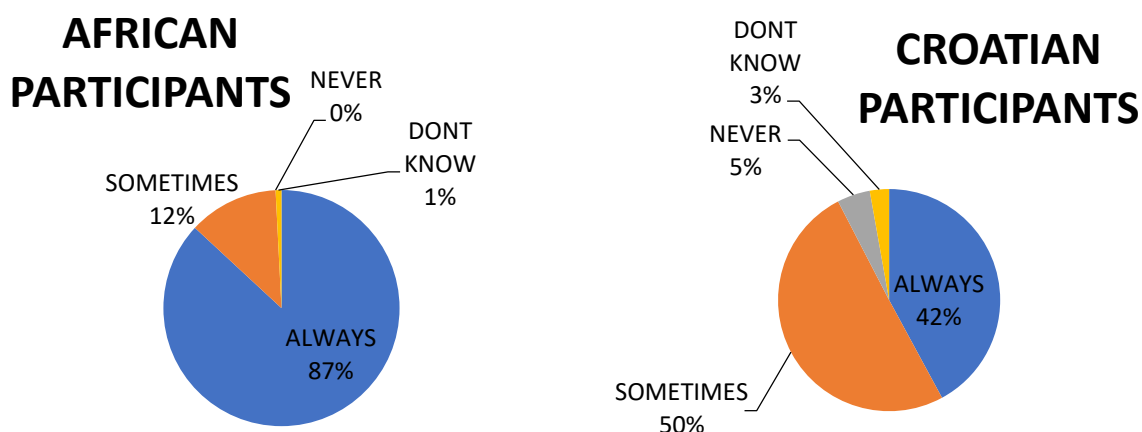 AFRICAN
PARTICIPANTS
NEVER
0%
DONT
KNOW
1%
SOMETIMES
12%
ALWAYS
87%
CROATIAN
PARTICIPANTS
DONT
KNOW
3%
NEVER
5%
ALWAYS
42%
SOMETIMES
50%